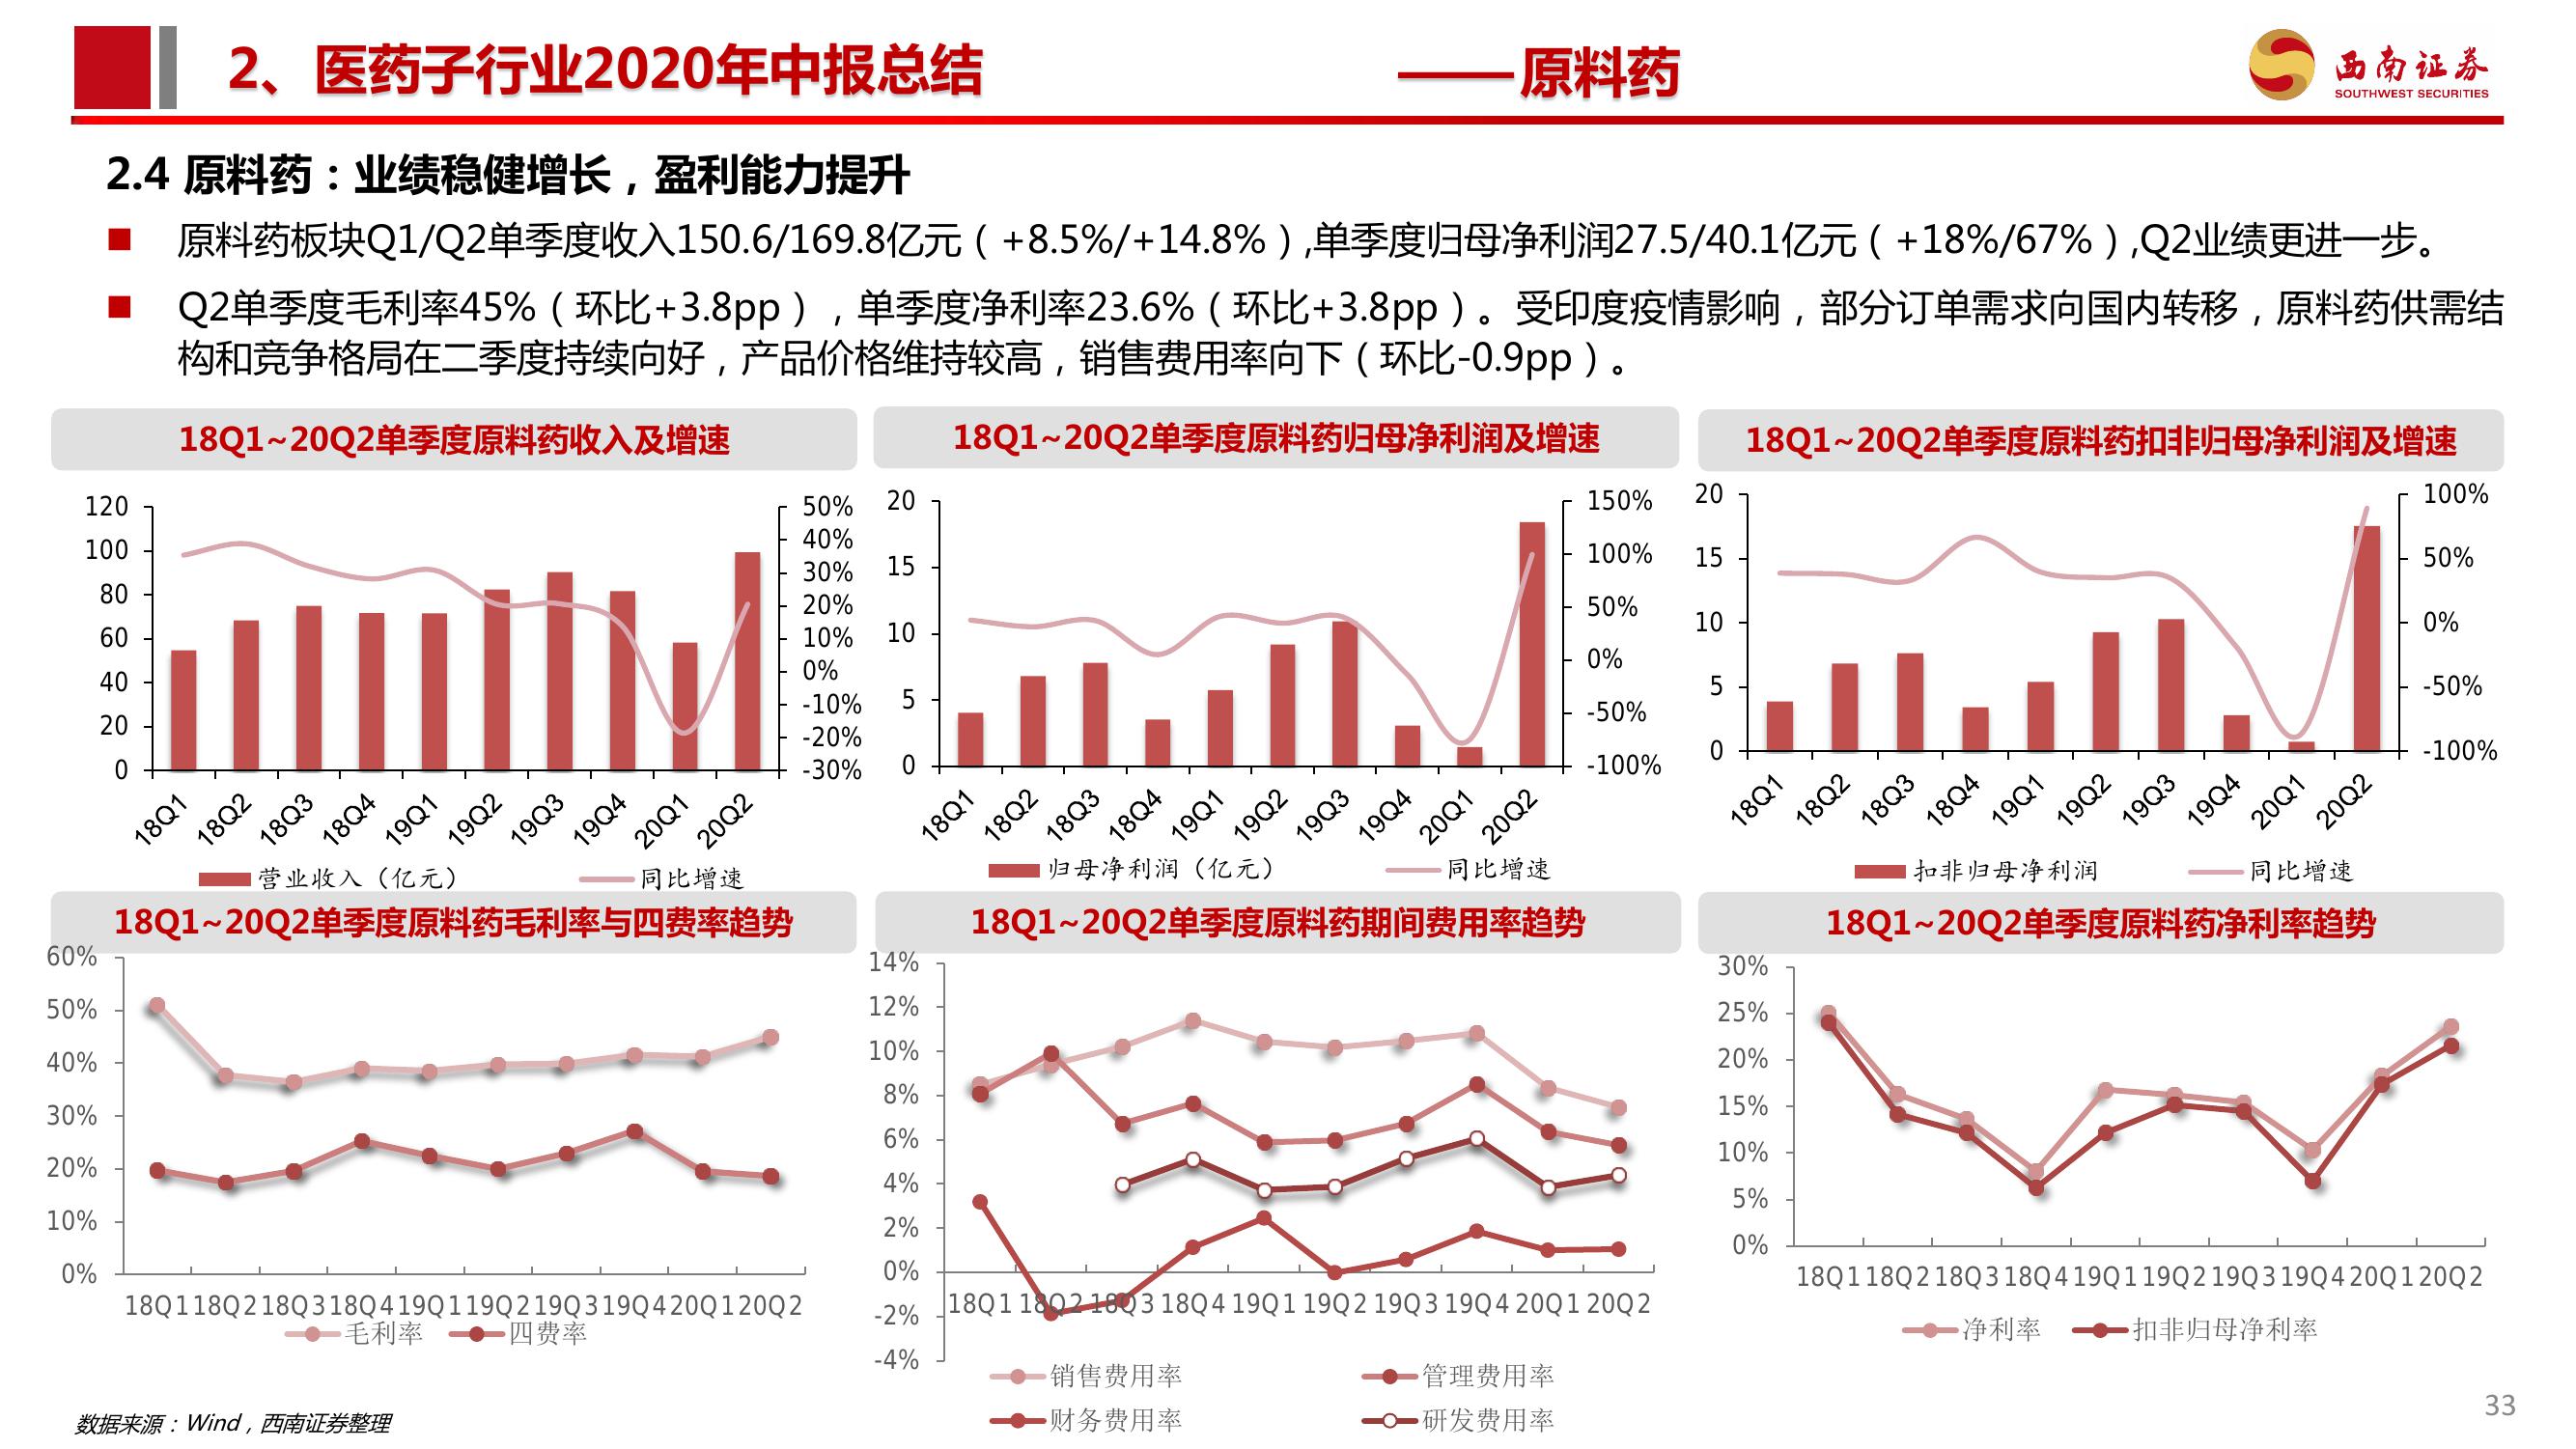 2、医药子行业2020年中报总结
——原料药
西南证券
SOUTHWEST SECURITIES
2.4 原料药：业绩稳健增长，盈利能力提升
原料药板块Q1/Q2单季度收入150.6/169.8亿元（+8.5%/+14.8%）,单季度归母净利润27.5/40.1亿元（+18%/67%）,Q2业绩更进一步。
Q2单季度毛利率45%（环比+3.8pp），单季度净利率23.6%（环比+3.8pp）。受印度疫情影响，部分订单需求向国内转移，原料药供需结
构和竞争格局在二季度持续向好，产品价格维持较高，销售费用率向下（环比-0.9pp）。
18Q1~20Q2单季度原料药收入及增速
120
100
80
60
40
20
0
50%
40%
30%
20%
10%
0%
-10%
-20%
-30%
18Q1 18Q2 18Q3 18Q4 19Q1 19Q2 19Q3 19Q4 20Q1 20Q2
营业收入（亿元） 同比增速
18Q1~20Q2单季度原料药归母净利润及增速
20
15
10
5
0
150%
100%
50%
0%
-50%
-100%
18Q1 18Q2 18Q3 18Q4 19Q1 19Q2 19Q3 19Q4 20Q1 20Q2
归母净利润（亿元） 同比增速
18Q1~20Q2单季度原料药扣非归母净利润及增速
20
15
10
5
0
100%
50%
0%
-50%
-100%
18Q1 18Q2 18Q3 18Q4 19Q1 19Q2 19Q3 19Q4 20Q1 20Q2
扣非归母净利润 同比增速
18Q1~20Q2单季度原料药毛利率与四费率趋势
60%
50%
40%
30%
20%
10%
0%
18Q1 18Q2 18Q3 18Q4 19Q1 19Q2 19Q3 19Q4 20Q1 20Q2
毛利率 四费率
18Q1~20Q2单季度原料药期间费用率趋势
14%
12%
10%
8%
6%
4%
2%
0%
-2%
-4%
18Q1 18Q2 18Q3 18Q4 19Q1 19Q2 19Q3 19Q4 20Q1 20Q2
销售费用率 管理费用率
财务费用率 研发费用率
18Q1~20Q2单季度原料药净利率趋势
30%
25%
20%
15%
10%
5%
0%
18Q1 18Q2 18Q3 18Q4 19Q1 19Q2 19Q3 19Q4 20Q1 20Q2
净利率 扣非归母净利率
数据来源：Wind，西南证券整理
33